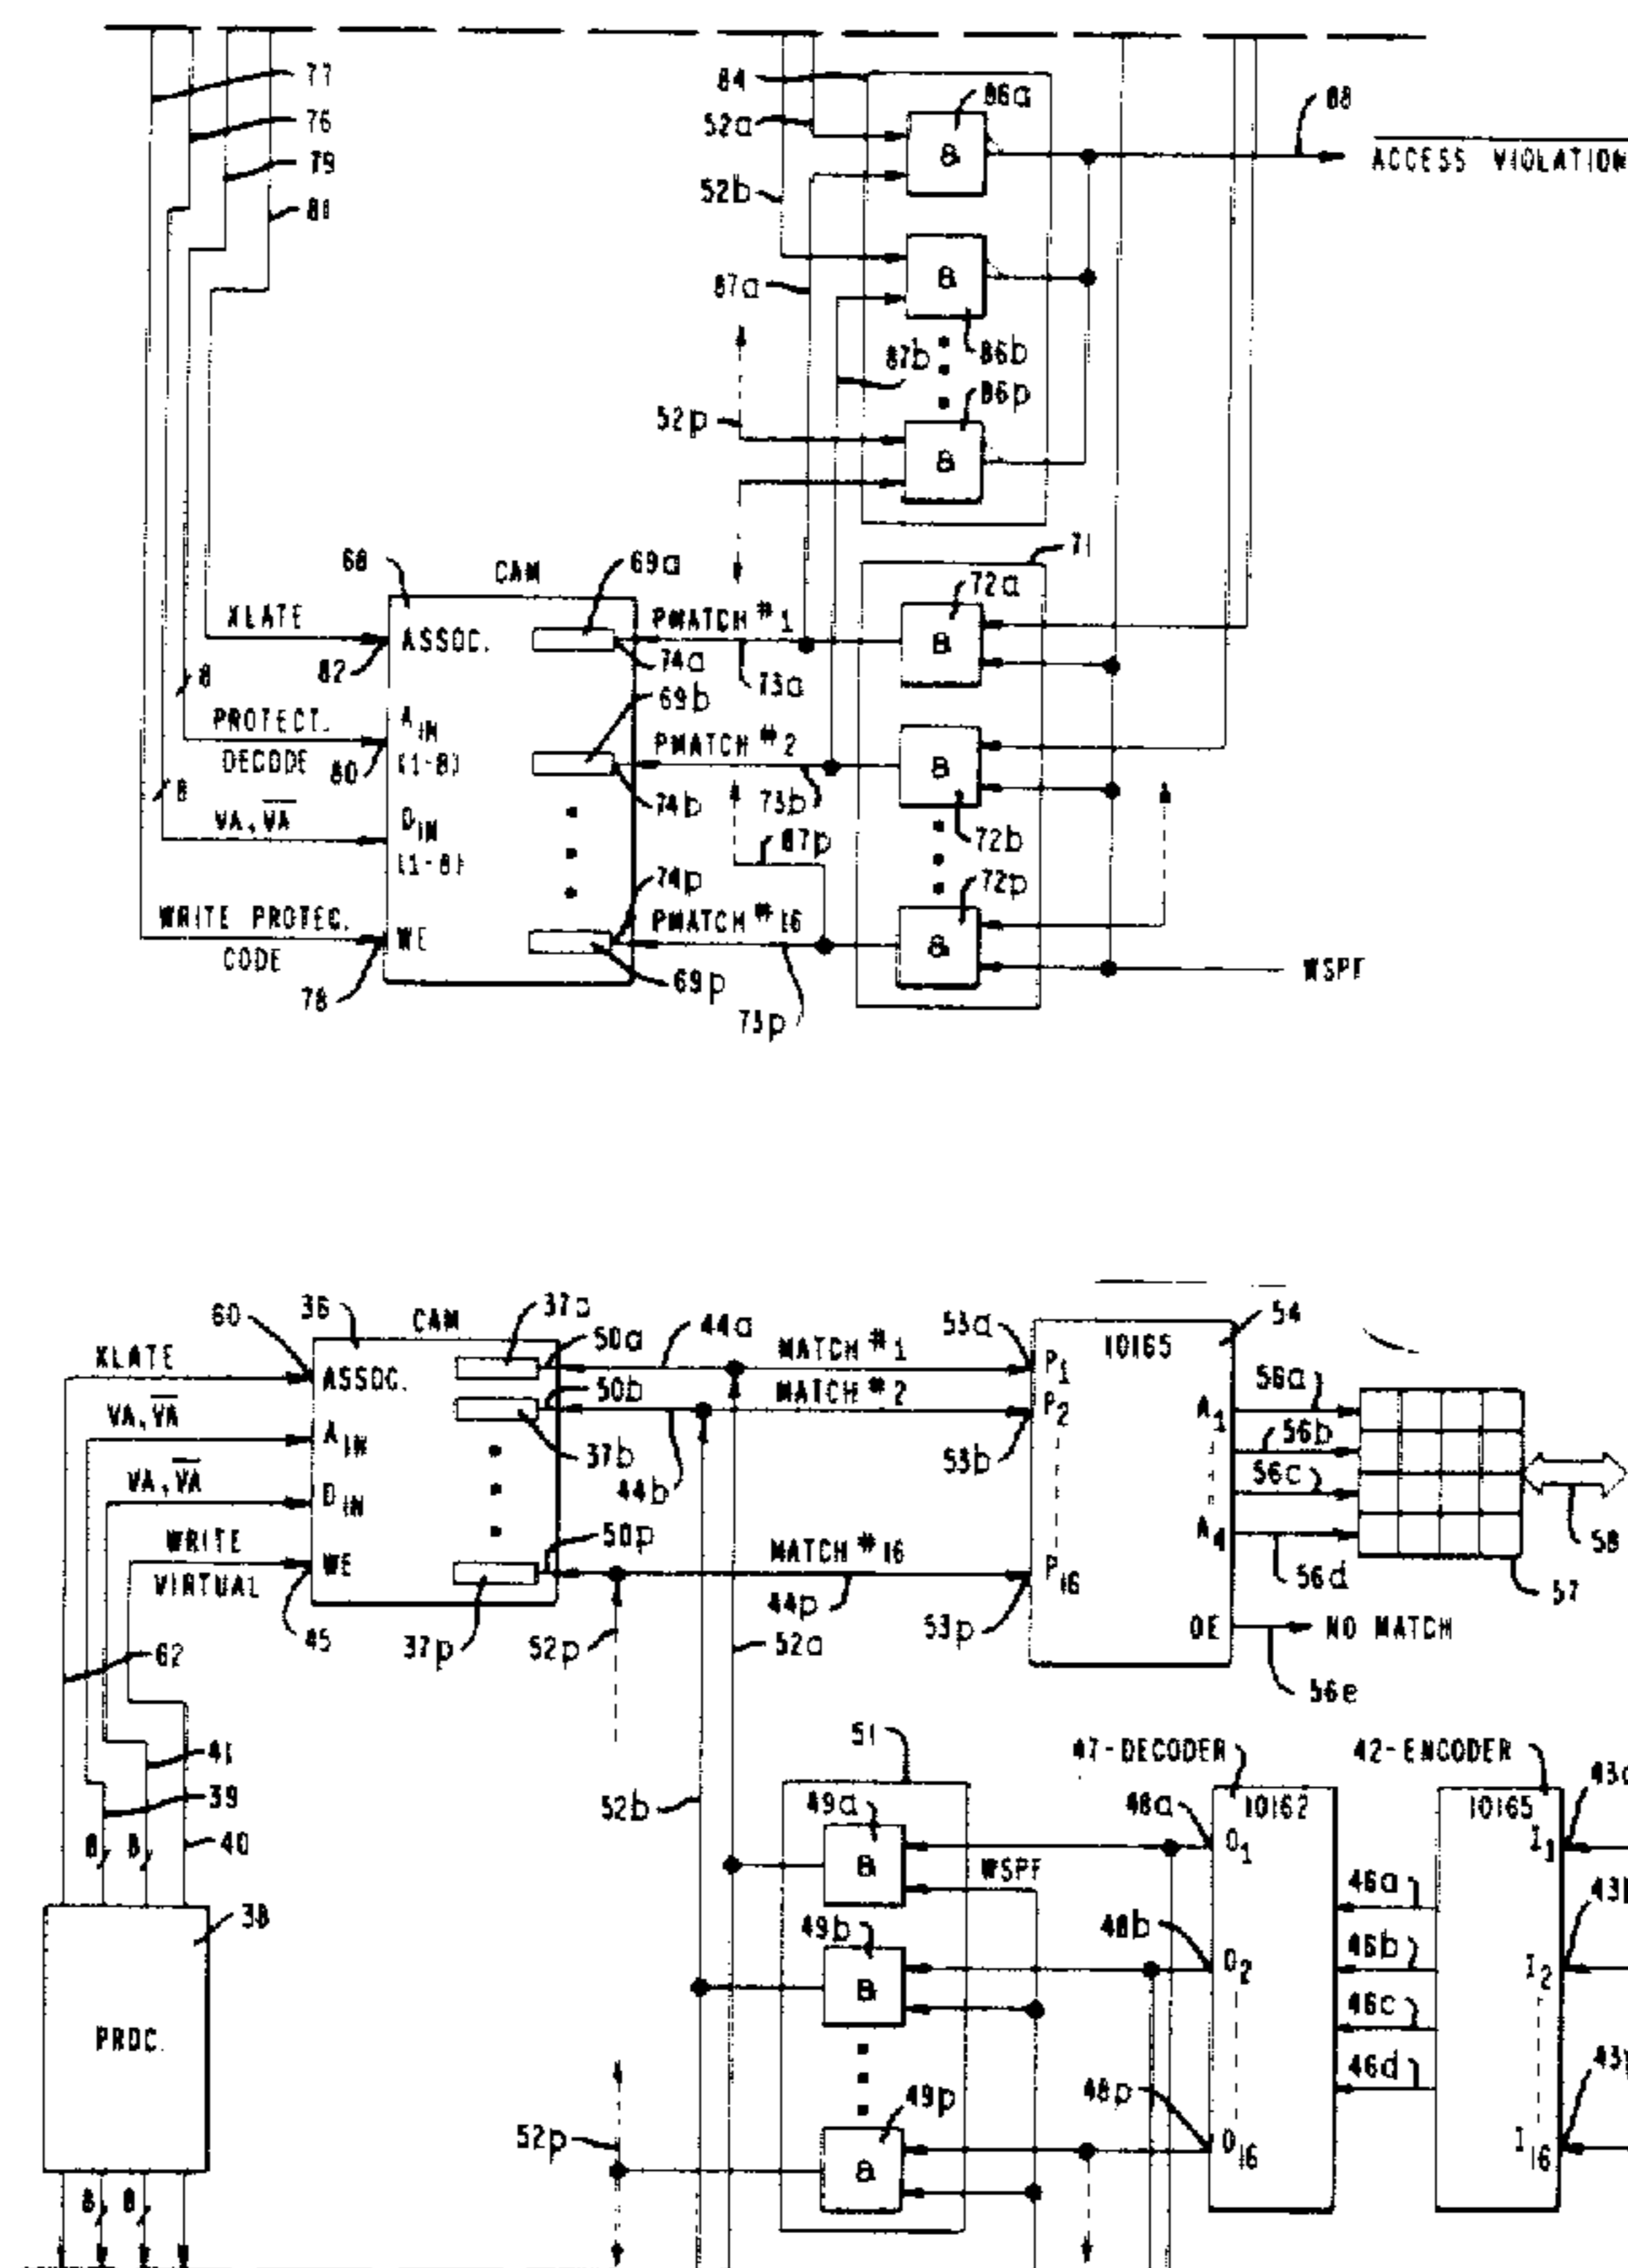 77
76
79
81
84
86a
88
52a
ACCESS VIOLATION
&
52b
&
87a
87b
86b
86p
52p
&
71
68
CAM
69a
72a
XLATE
ASSOC.
PMATCH #1
&
82
74a
73a
8
69b
PROTECT.
DECODE
A IN
(1-8)
PMATCH #2
&
80
8
74b
73b
VA, VA
D IN
(1-8)
87p
72b
74p
72p
WRITE PROTEC.
CODE
WE
PMATCH #16
&
78
69p
WSPF
73p
60
36
CAM
50a
44a
53a
54
XLATE
ASSOC.
MATCH #1
P1
10165
50b
MATCH #2
P2
A1
56a
VA, VA
A IN
37b
44b
53b
56b
56c
VA, VA
D IN
A4
58
WRITE
VIRTUAL
WE
50p
MATCH #16
P16
56d
57
45
37p
52p
44p
52a
53p
OE
NO MATCH
62
56e
41
51
47-DECODER
42-ENCODER
39
52b
49a
48a
10162
10165
8
8
40
&
O1
I1
WSPF
46a
38
49b
48b
46b
&
O2
I2
46c
PROC.
46d
49p
48p
52p
&
O16
I16
8
8